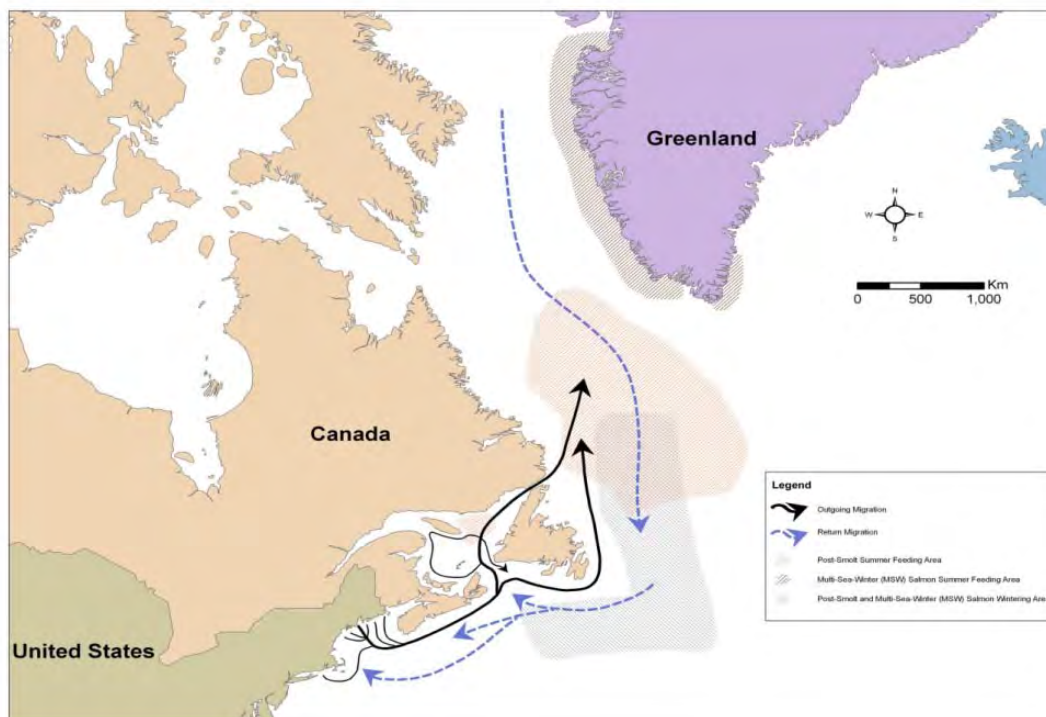 Greenland
N
W E
S
Km
0 500 1,000
Canada
Legend
Outgoing Migration
Return Migration
Post-Smolt Summer Feeding Area
Multi-Sea-Winter (MSW) Salmon Summer Feeding Area
Post-Smolt and Multi-Sea-Winter (MSW) Salmon Wintering Area
United States